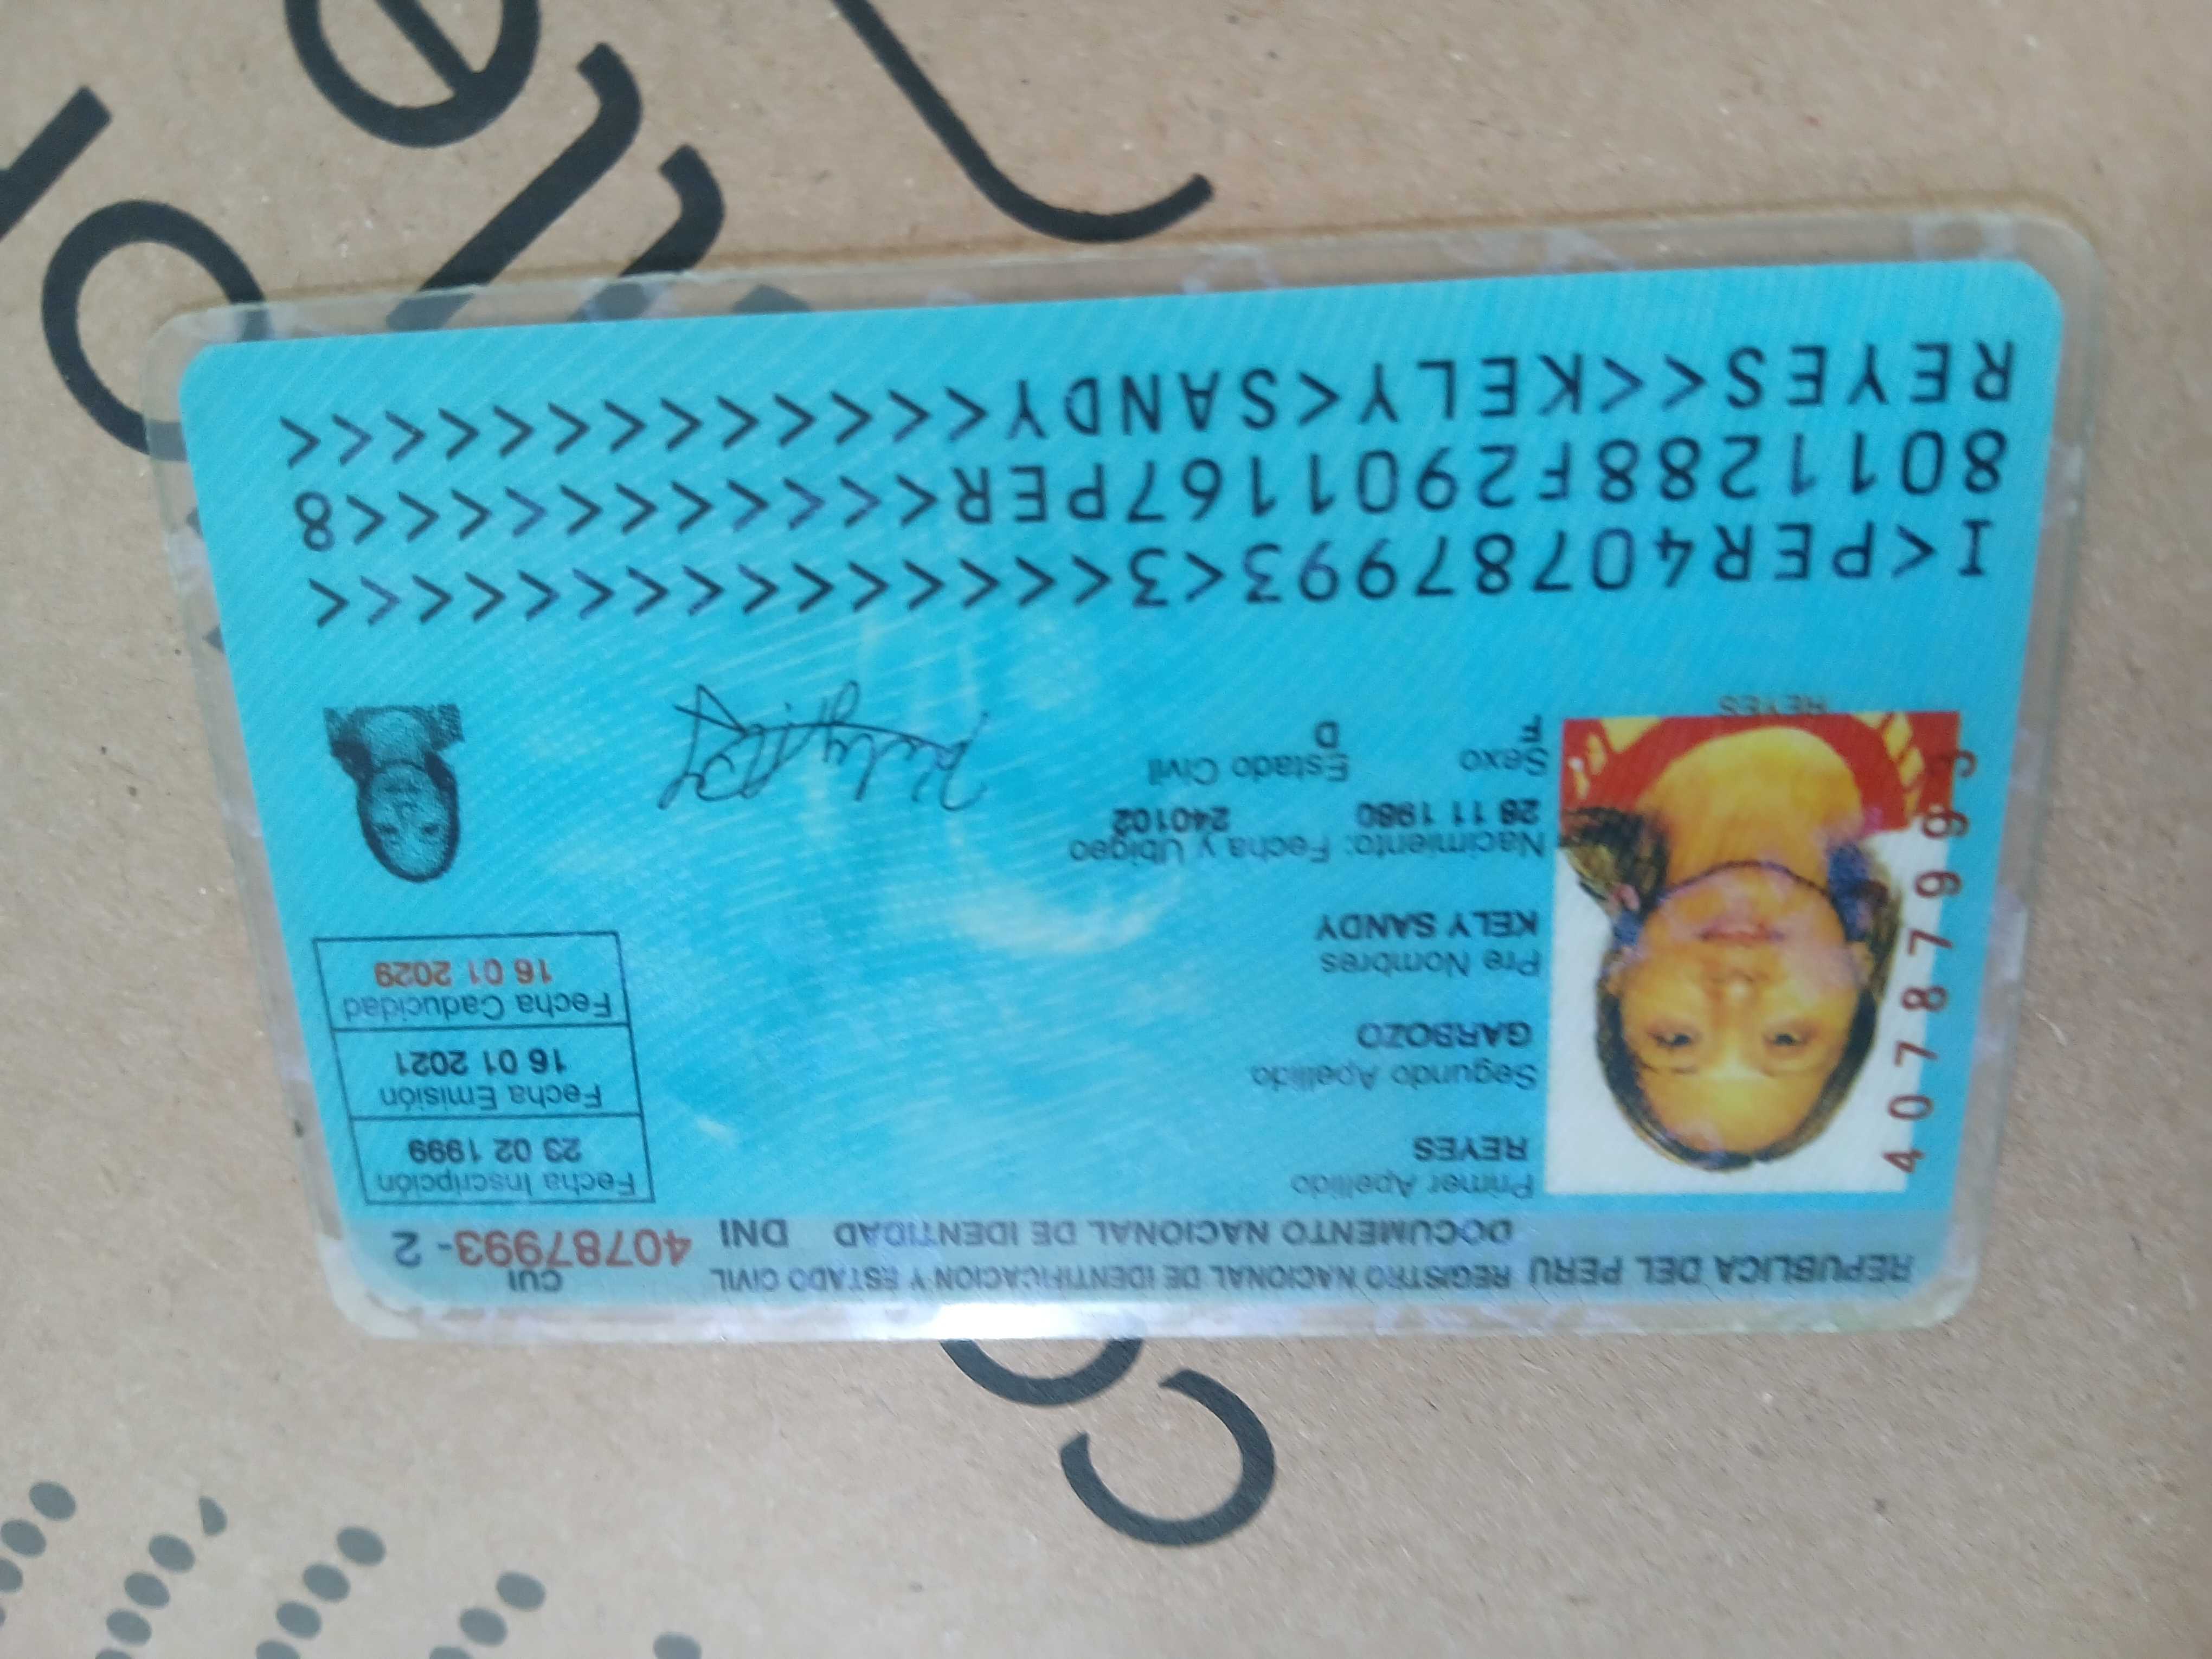 REPUBLICA DEL PERU REGISTRO NACIONAL DE IDENTIFICACION Y ESTADO CIVIL
DOCUMENTO NACIONAL DE IDENTIDAD DNI
CUI
40787993-2
Primer Apellido
REYES
Segundo Apellido
GARBOZO
Pre Nombres
KELY SANDY
Nacimiento: Fecha y Ubigeo
28 11 1980 240102
Sexo Estado Civil
F D
Fecha Inscripción
23 02 1999
Fecha Emisión
16 01 2021
Fecha Caducidad
16 01 2029
40787993
REYES
I<PER40787993<3<<<<<<<<<<<<<<<
8011288F2901167PER<<<<<<<<<<<8
REYES<<KELY<SANDY<<<<<<<<<<<<<